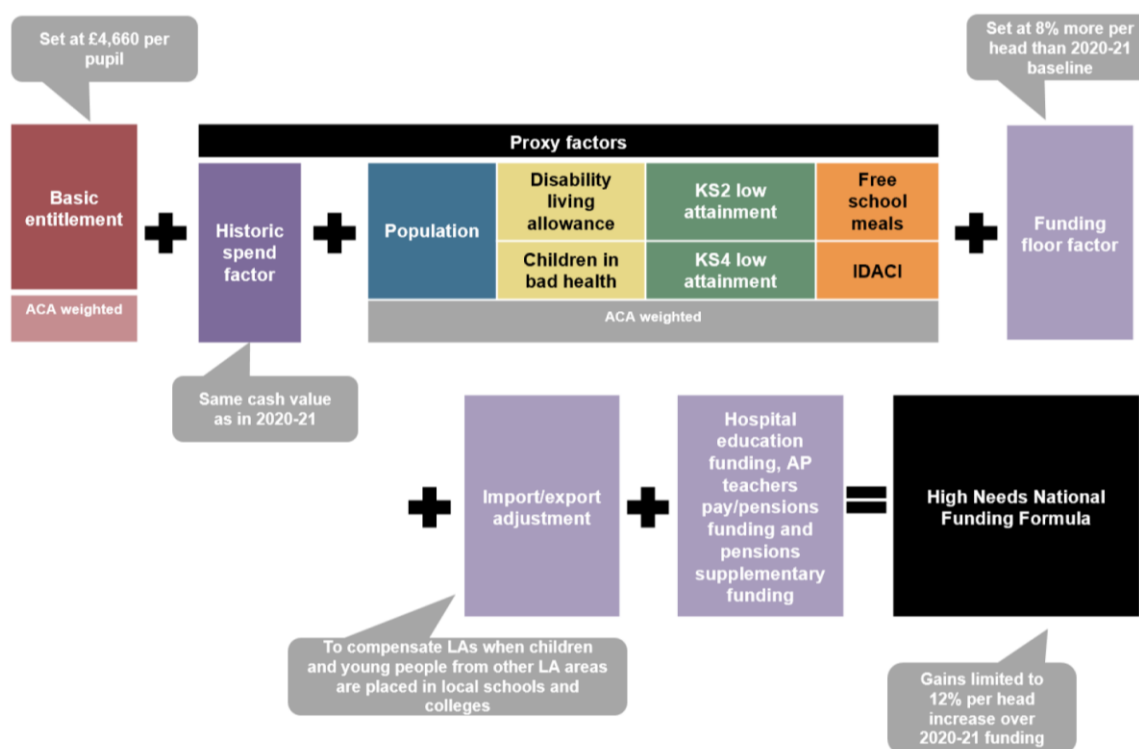 Set at £4,660 per
pupil
Set at 8% more per
head than 2020-21
baseline
Basic
entitlement
ACA weighted
Proxy factors
Historic
spend
factor
Population
Disability
living
allowance
Children in
bad health
KS2 low
attainment
KS4 low
attainment
Free
school
meals
IDACI
ACA weighted
Funding
floor factor
Same cash value
as in 2020-21
Import/export
adjustment
Hospital
education
funding, AP
teachers
pay/pensions
funding and
pensions
supplementary
funding
High Needs National
Funding Formula
To compensate LAs when children
and young people from other LA areas
are placed in local schools and
colleges
Gains limited to
12% per head
increase over
2020-21 funding